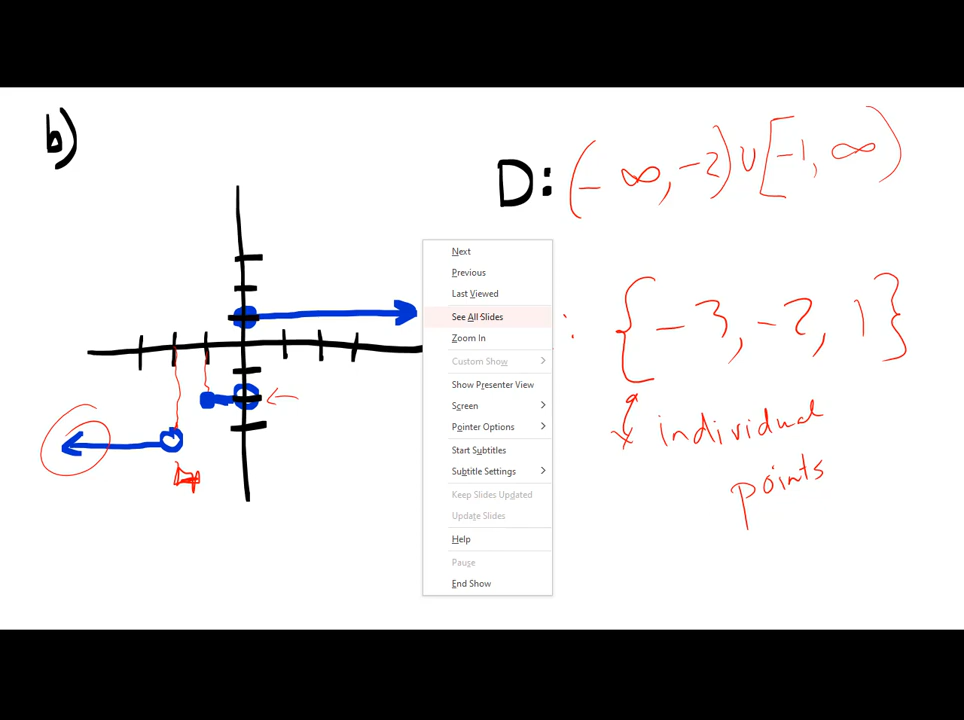 b)
D: (-∞, -2) ∪ [-1, ∞)
: {-3, -2, 1}
individual
points
Next
Previous
Last Viewed
See All Slides
Zoom In
Custom Show
Show Presenter View
Screen
Pointer Options
Start Subtitles
Subtitle Settings
Keep Slides Updated
Update Slides
Help
Pause
End Show